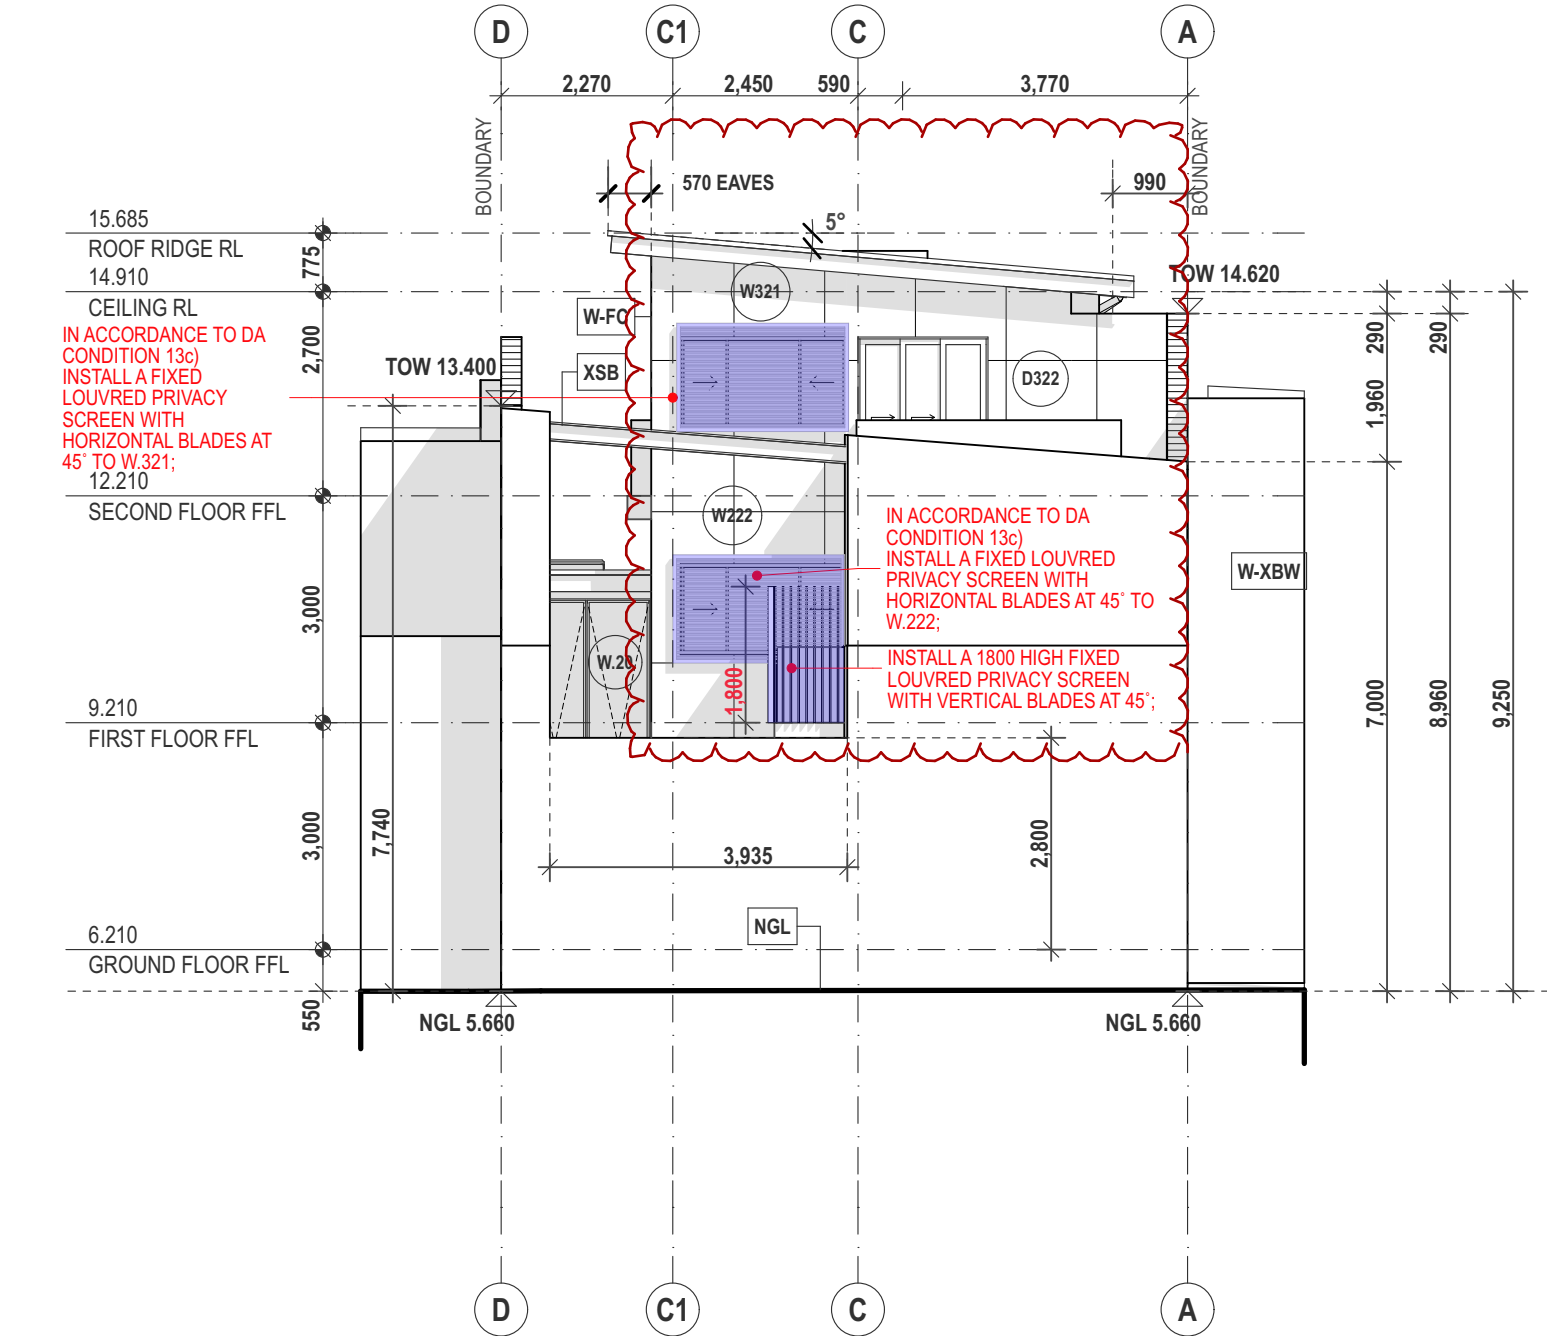 D C1 C A
2,270 2,450 590 3,770
BOUNDARY
BOUNDARY
570 EAVES
990
5°
15.685
ROOF RIDGE RL
775
14.910
CEILING RL
TOW 14.620
W321
W-FC
IN ACCORDANCE TO DA
CONDITION 13c)
INSTALL A FIXED
LOUVRED PRIVACY
SCREEN WITH
HORIZONTAL BLADES AT
45° TO W.321;
2,700
TOW 13.400
XSB
D322
290
290
1,960
12.210
SECOND FLOOR FFL
W222
IN ACCORDANCE TO DA
CONDITION 13c)
INSTALL A FIXED LOUVRED
PRIVACY SCREEN WITH
HORIZONTAL BLADES AT 45° TO
W.222;
W-XBW
3,000
W.20
1,800
INSTALL A 1800 HIGH FIXED
LOUVRED PRIVACY SCREEN
WITH VERTICAL BLADES AT 45°;
7,000
8,960
9,250
9.210
FIRST FLOOR FFL
3,000
7,740
3,935
2,800
NGL
6.210
GROUND FLOOR FFL
550
NGL 5.660
NGL 5.660
D C1 C A